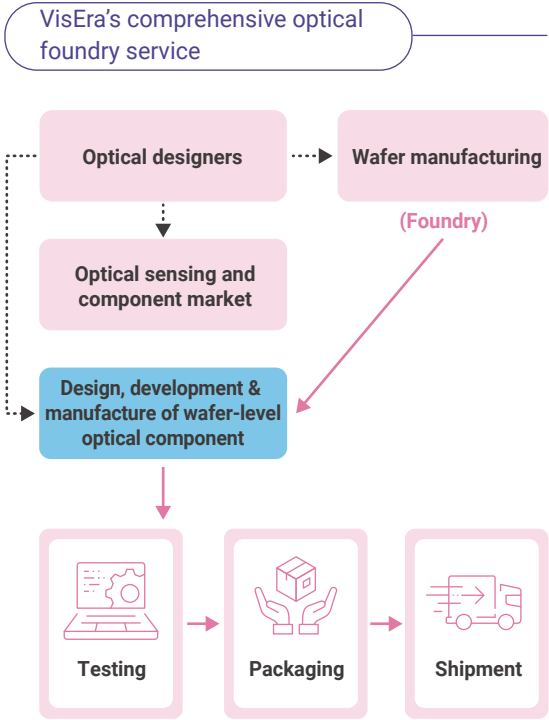 VisEra’s comprehensive optical
foundry service
Optical designers
Wafer manufacturing
(Foundry)
Optical sensing and
component market
Design, development &
manufacture of wafer-level
optical component
Testing
Packaging
Shipment